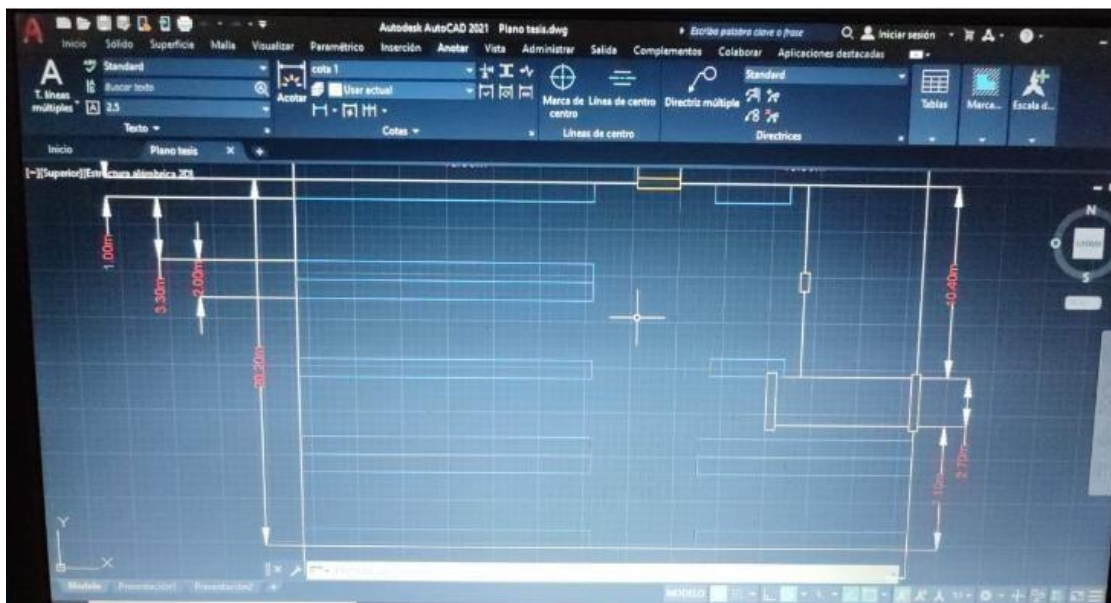 Autodesk AutoCAD 2021 Plano tesis.dwg
Escriba palabra clave o frase
Iniciar sesión
Inicio Sólido Superficie Malla Visualizar Paramétrico Inserción Anotar Vista Administrar Salida Complementos Colaborar Aplicaciones destacadas
A
T. líneas múltiples
Standard
Buscar texto
2.5
Texto
Acotar
cota 1
Usar actual
Cotas
Marca de centro
Línea de centro
Líneas de centro
Directriz múltiple
Standard
Directrices
Tablas
Marca...
Escala d...
Inicio
Plano tesis
[−][Superior][Estructura alámbrica 2D]
1.00m
3.30m
2.00m
20.20m
10.40m
2.70m
N
S
Y
X
Modelo Presentación1 Presentación2
MODELO